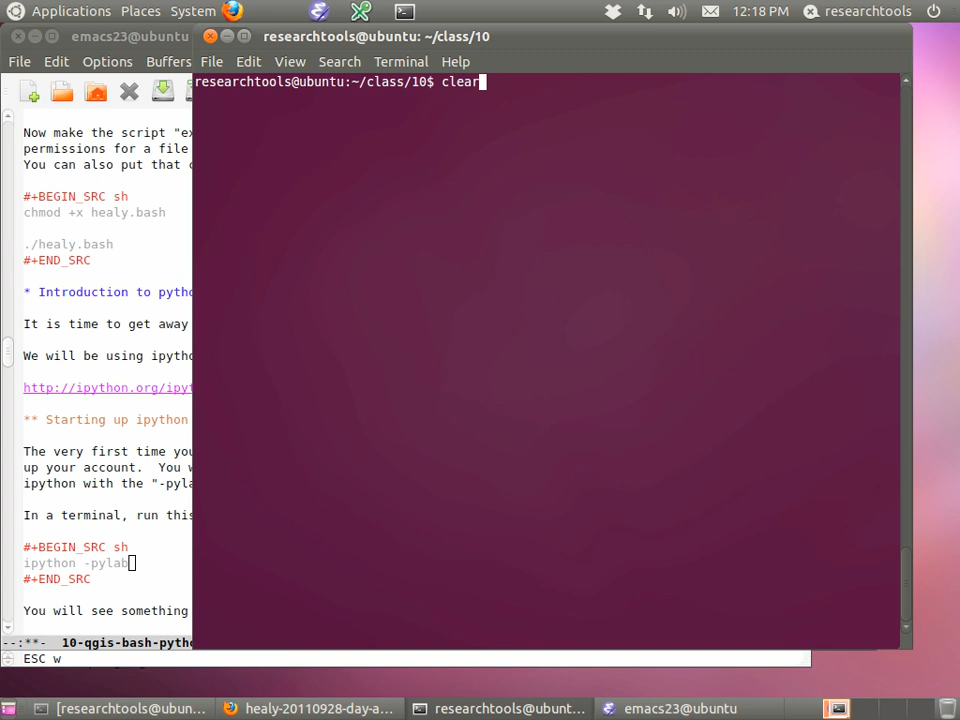 Applications Places System 12:18 PM researchtools
emacs23@ubuntu
researchtools@ubuntu: ~/class/10
File Edit Options Buffers
File Edit View Search Terminal Help
researchtools@ubuntu:~/class/10$ clear
Now make the script "ex
permissions for a file
You can also put that c
#+BEGIN_SRC sh
chmod +x healy.bash
./healy.bash
#+END_SRC
* Introduction to pytho
It is time to get away
We will be using ipytho
http://ipython.org/ipyt
** Starting up ipython
The very first time you
up your account. You w
ipython with the "-pyla
In a terminal, run this
#+BEGIN_SRC sh
ipython -pylab
#+END_SRC
You will see something
--:**- 10-qgis-bash-pytho
ESC w
[researchtools@ubun... healy-20110928-day-a... researchtools@ubunt... emacs23@ubuntu